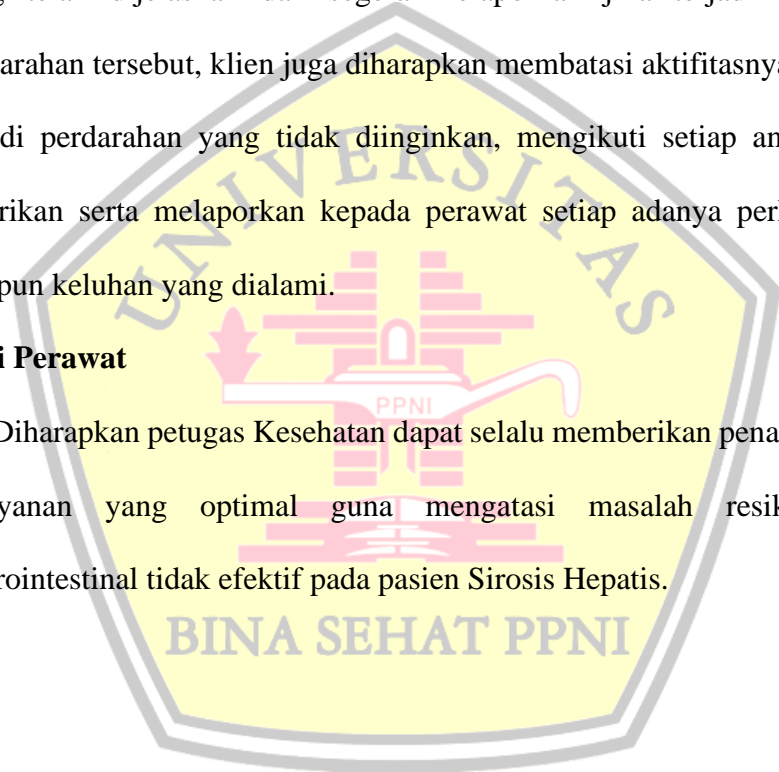 arahan tersebut, klien juga diharapkan membatasi aktifitasnya
di perdarahan yang tidak diinginkan, mengikuti setiap an
rikan serta melaporkan kepada perawat setiap adanya per
pun keluhan yang dialami.
i Perawat
Diharapkan petugas Kesehatan dapat selalu memberikan pena
yanan yang optimal guna mengatasi masalah resik
rointestinal tidak efektif pada pasien Sirosis Hepatis.
UNIVERSITAS
PPNI
BINA SEHAT PPNI